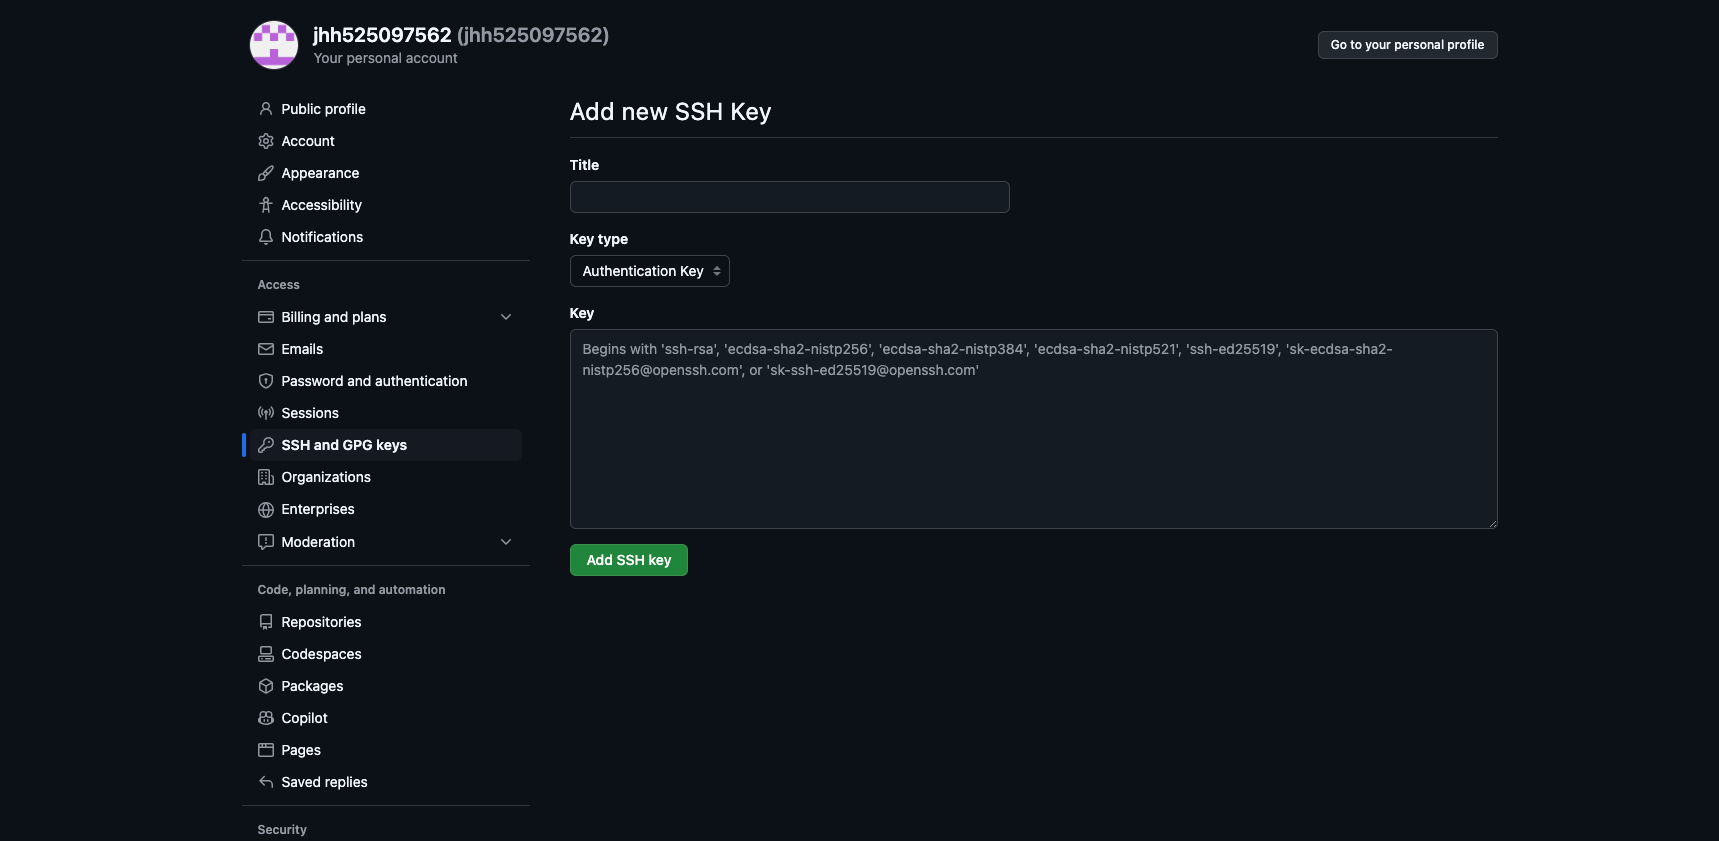 jhh525097562 (jhh525097562)
Your personal account
Go to your personal profile
Public profile
Account
Appearance
Accessibility
Notifications
Access
Billing and plans
Emails
Password and authentication
Sessions
SSH and GPG keys
Organizations
Enterprises
Moderation
Code, planning, and automation
Repositories
Codespaces
Packages
Copilot
Pages
Saved replies
Security
Add new SSH Key
Title
Key type
Authentication Key
Key
Begins with 'ssh-rsa', 'ecdsa-sha2-nistp256', 'ecdsa-sha2-nistp384', 'ecdsa-sha2-nistp521', 'ssh-ed25519', 'sk-ecdsa-sha2-
nistp256@openssh.com', or 'sk-ssh-ed25519@openssh.com'
Add SSH key